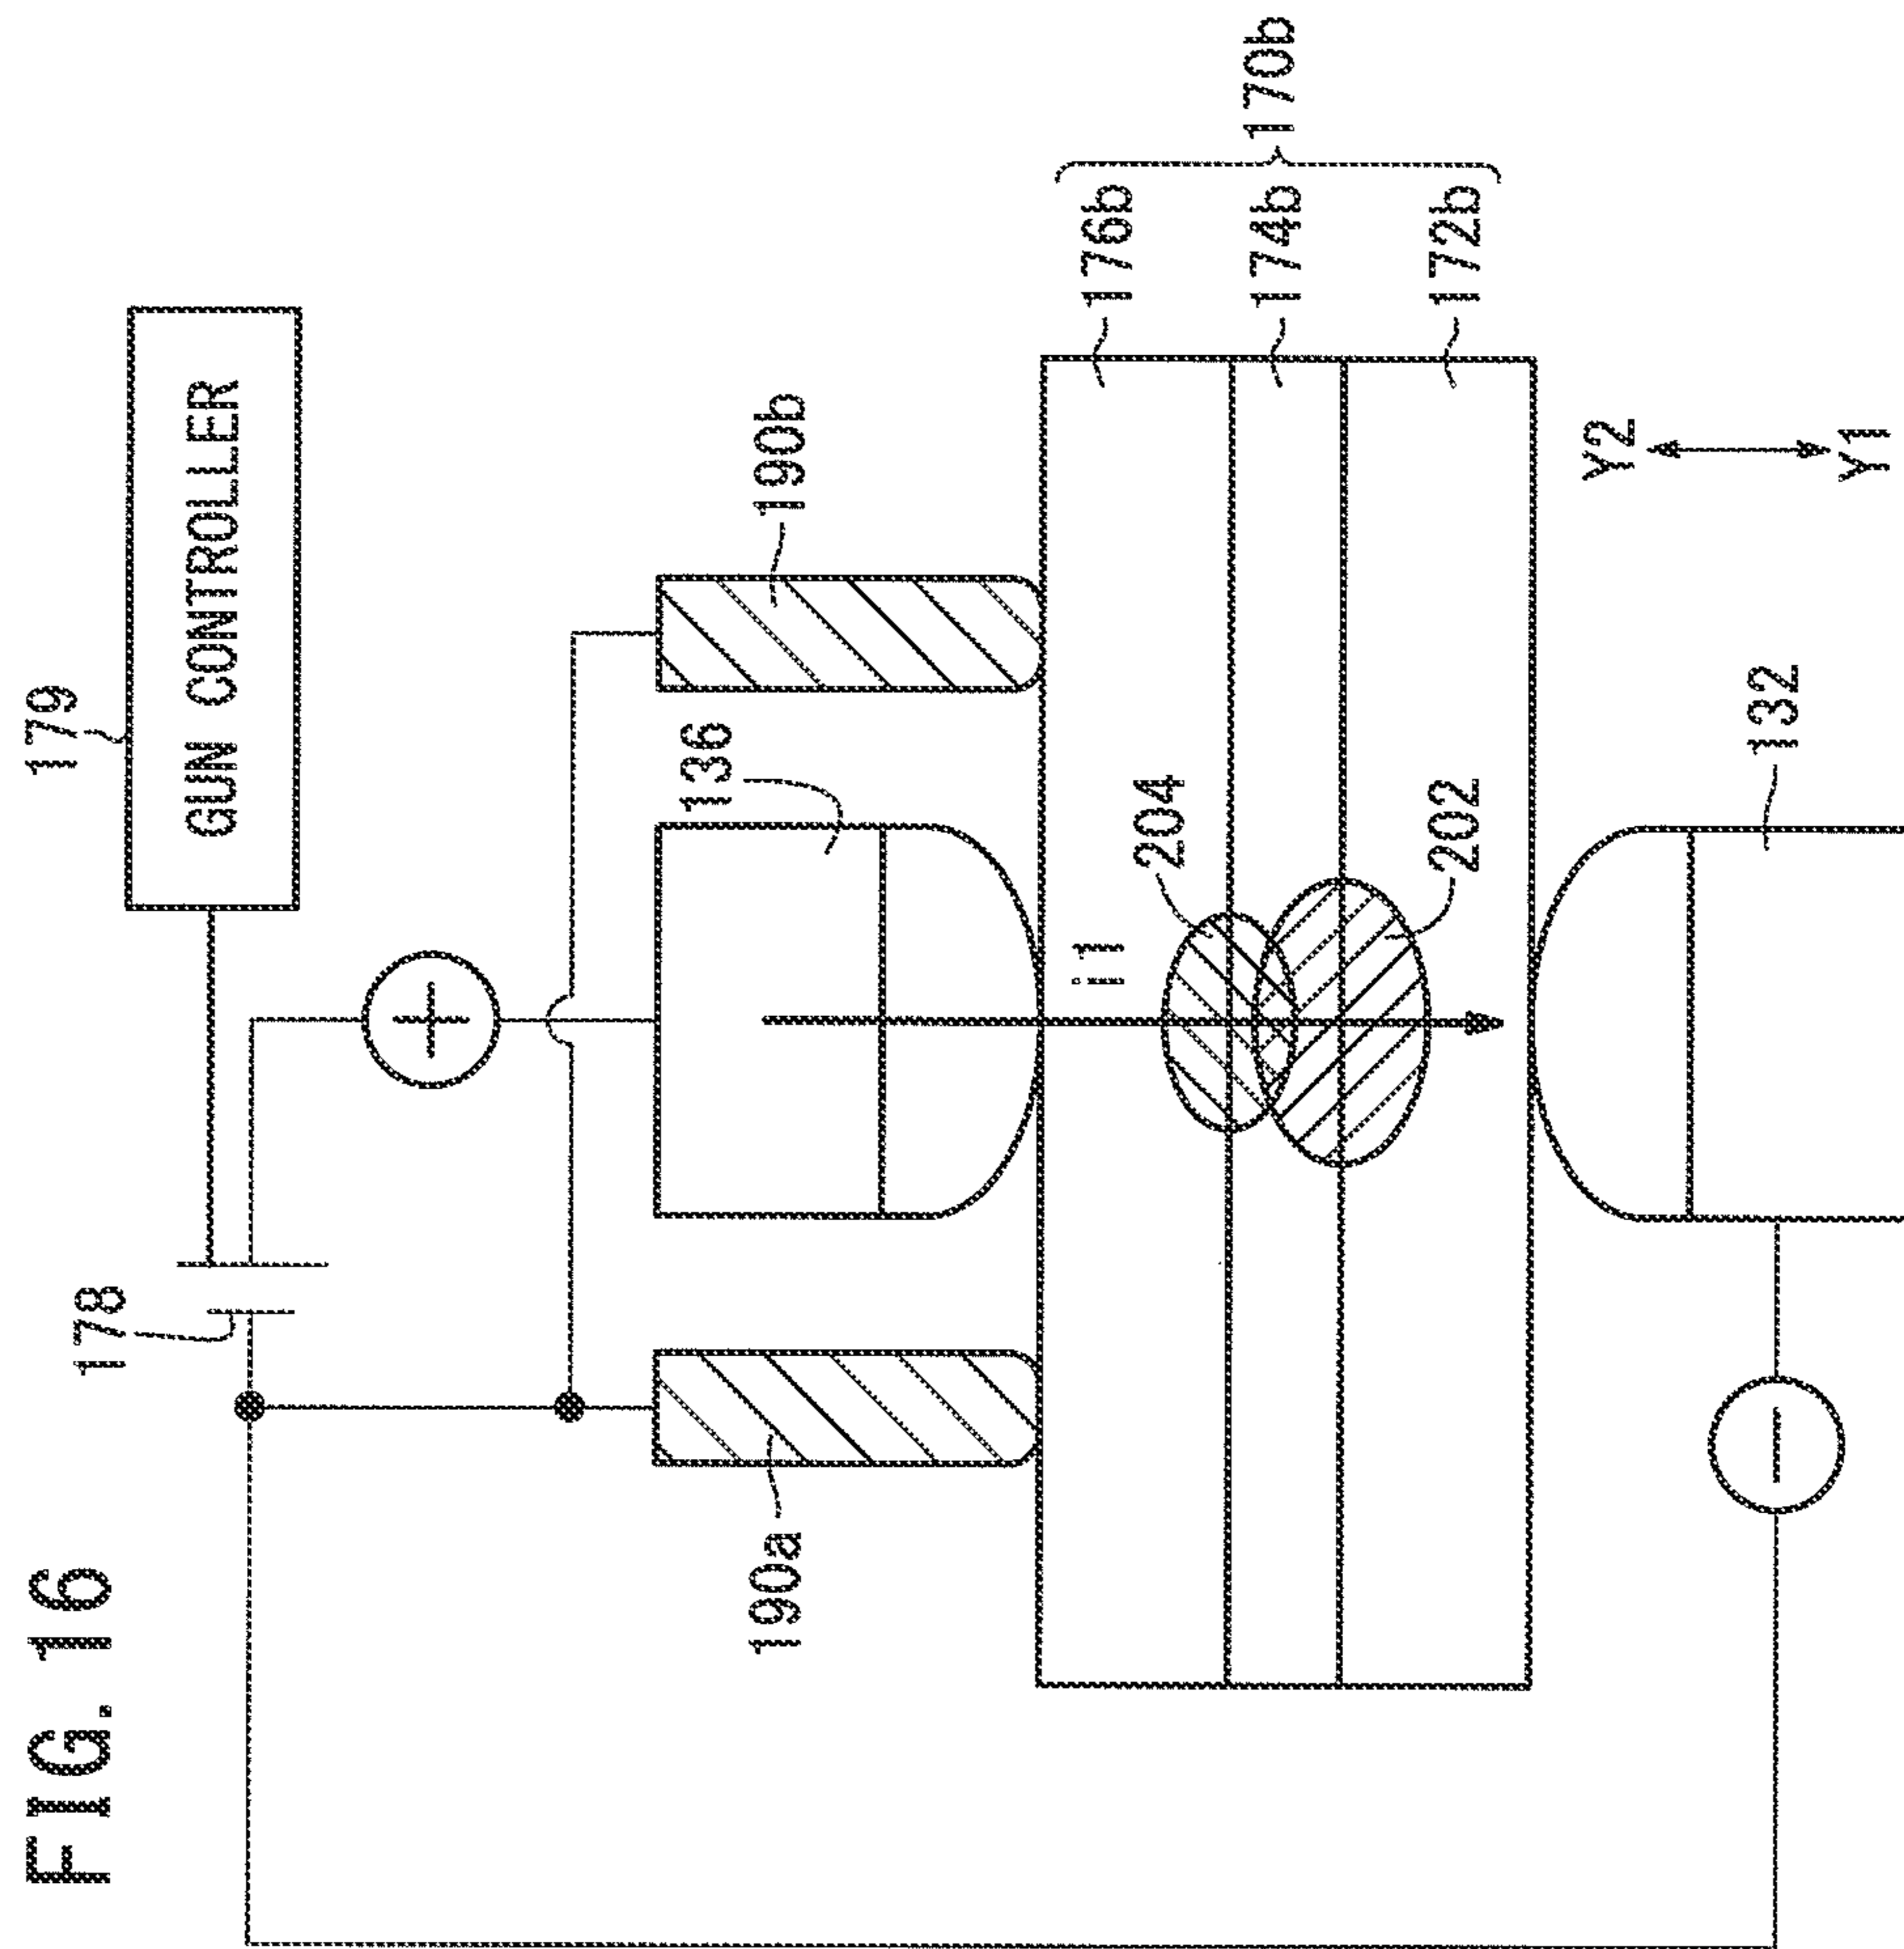 FIG. 16
179
GUN CONTROLLER
178
+
190a
136
190b
i1
204
202
176b
174b
172b
170b
132
−
Y2
Y1